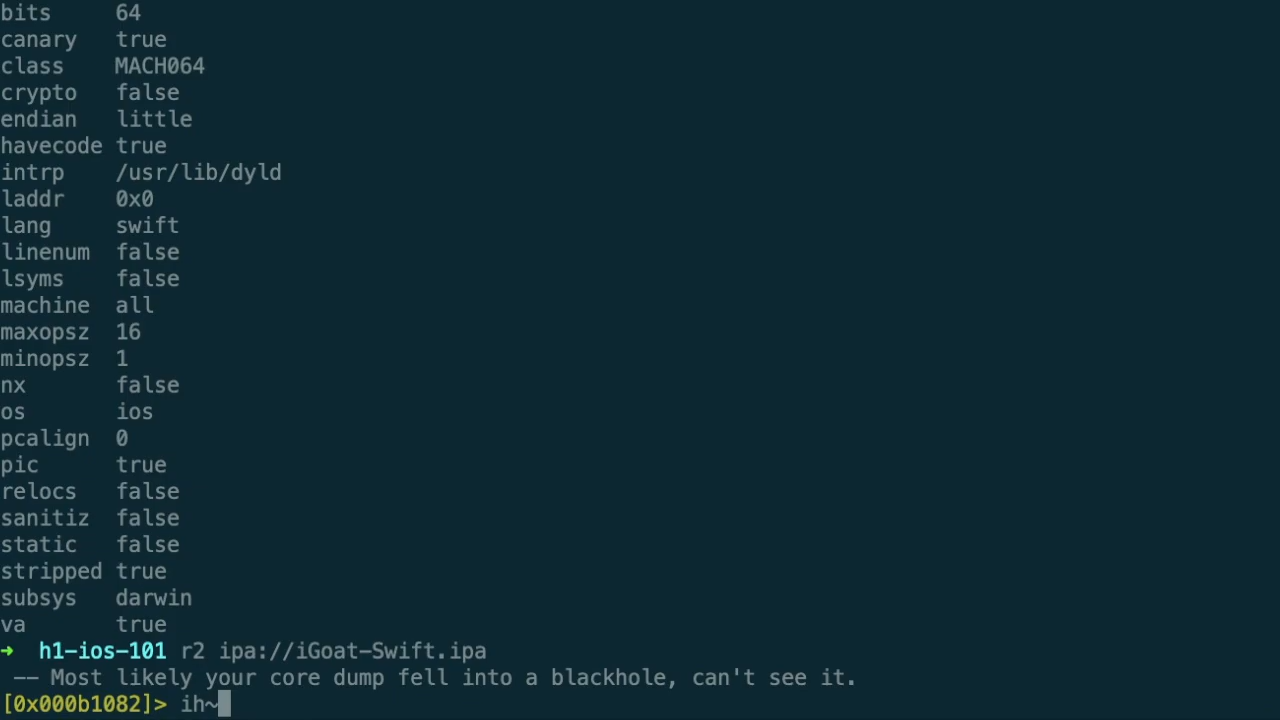 bits     64
canary   true
class    MACH064
crypto   false
endian   little
havecode true
intrp    /usr/lib/dyld
laddr    0x0
lang     swift
linenum  false
lsyms    false
machine  all
maxopsz  16
minopsz  1
nx       false
os       ios
pcalign  0
pic      true
relocs   false
sanitiz  false
static   false
stripped true
subsys   darwin
va       true
➜  h1-ios-101 r2 ipa://iGoat-Swift.ipa
 -- Most likely your core dump fell into a blackhole, can't see it.
[0x000b1082]> ih~